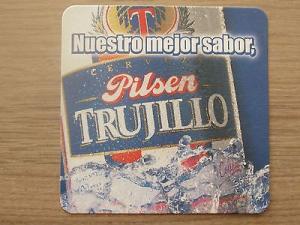 Nuestro mejor sabor,
T
CERVEZA
Pilsen
TRUJILLO